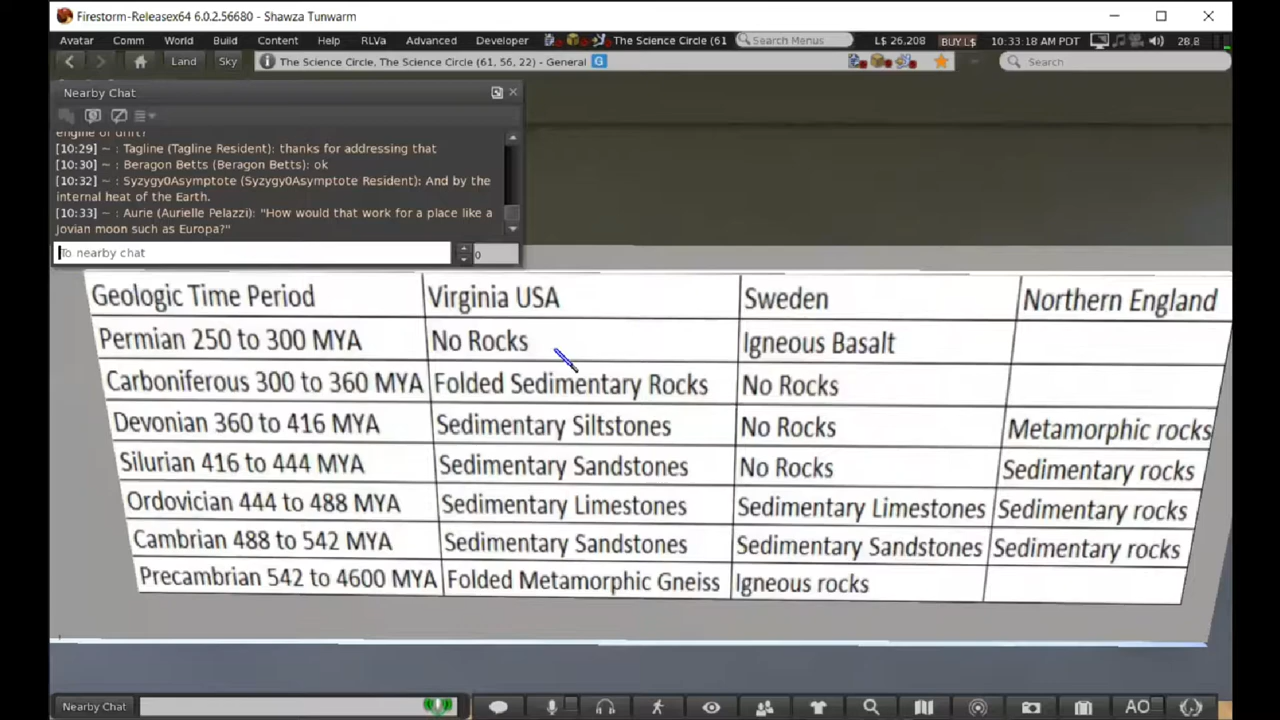 Firestorm-Releasex64 6.0.2.56680 - Shawza Tunwarm
Avatar Comm World Build Content Help RLVa Advanced Developer The Science Circle (61 Search Menus L$ 26,208 BUY L$ 10:33:18 AM PDT 28.8
Land Sky The Science Circle, The Science Circle (61, 56, 22) - General G Search
Nearby Chat
engine of drift?
[10:29] ~ : Tagline (Tagline Resident): thanks for addressing that
[10:30] ~ : Beragon Betts (Beragon Betts): ok
[10:32] ~ : Syzygy0Asymptote (Syzygy0Asymptote Resident): And by the
internal heat of the Earth.
[10:33] ~ : Aurie (Aurielle Pelazzi): "How would that work for a place like a
Jovian moon such as Europa?"
To nearby chat 0
Geologic Time Period Virginia USA Sweden Northern England
Permian 250 to 300 MYA No Rocks Igneous Basalt
Carboniferous 300 to 360 MYA Folded Sedimentary Rocks No Rocks
Devonian 360 to 416 MYA Sedimentary Siltstones No Rocks Metamorphic rocks
Silurian 416 to 444 MYA Sedimentary Sandstones No Rocks Sedimentary rocks
Ordovician 444 to 488 MYA Sedimentary Limestones Sedimentary Limestones Sedimentary rocks
Cambrian 488 to 542 MYA Sedimentary Sandstones Sedimentary Sandstones Sedimentary rocks
Precambrian 542 to 4600 MYA Folded Metamorphic Gneiss Igneous rocks
Nearby Chat AO